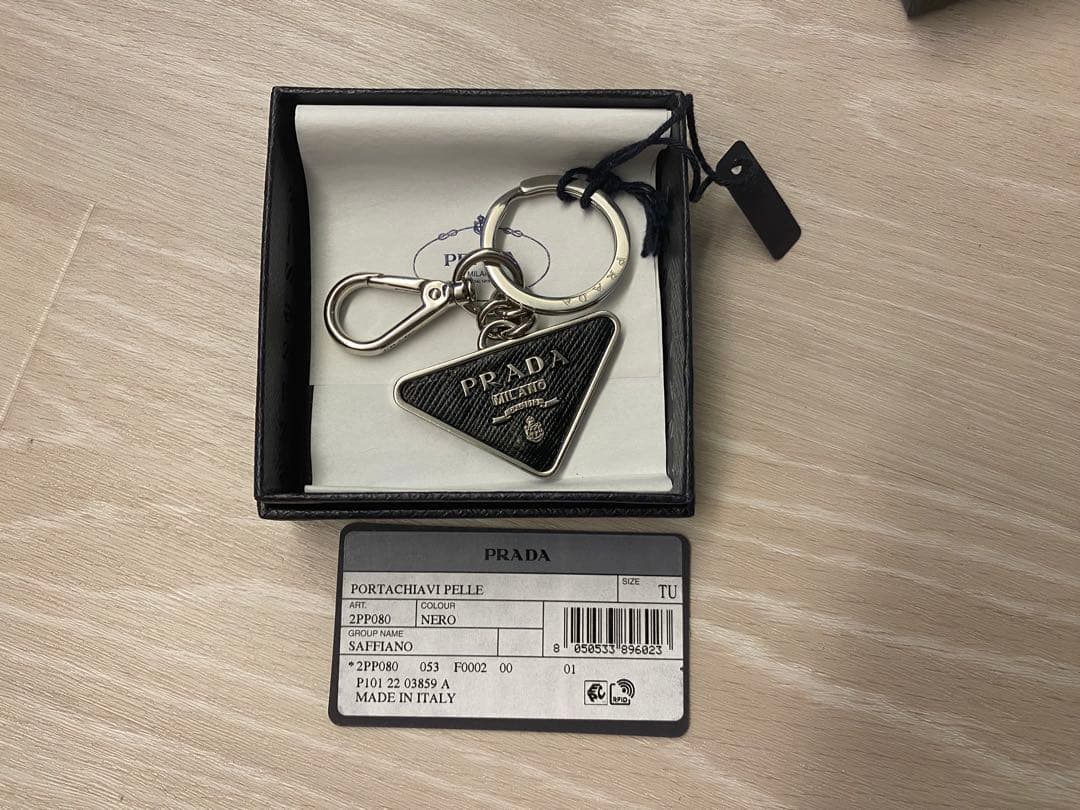 PRADA
PRADA
MILANO
PRADA
PORTACHIAVI PELLE
SIZE
TU
ART.
2PP080
COLOUR
NERO
GROUP NAME
SAFFIANO
8 050533 896023
*2PP080 053 F0002 00 01
P101 22 03859 A
MADE IN ITALY
RFID